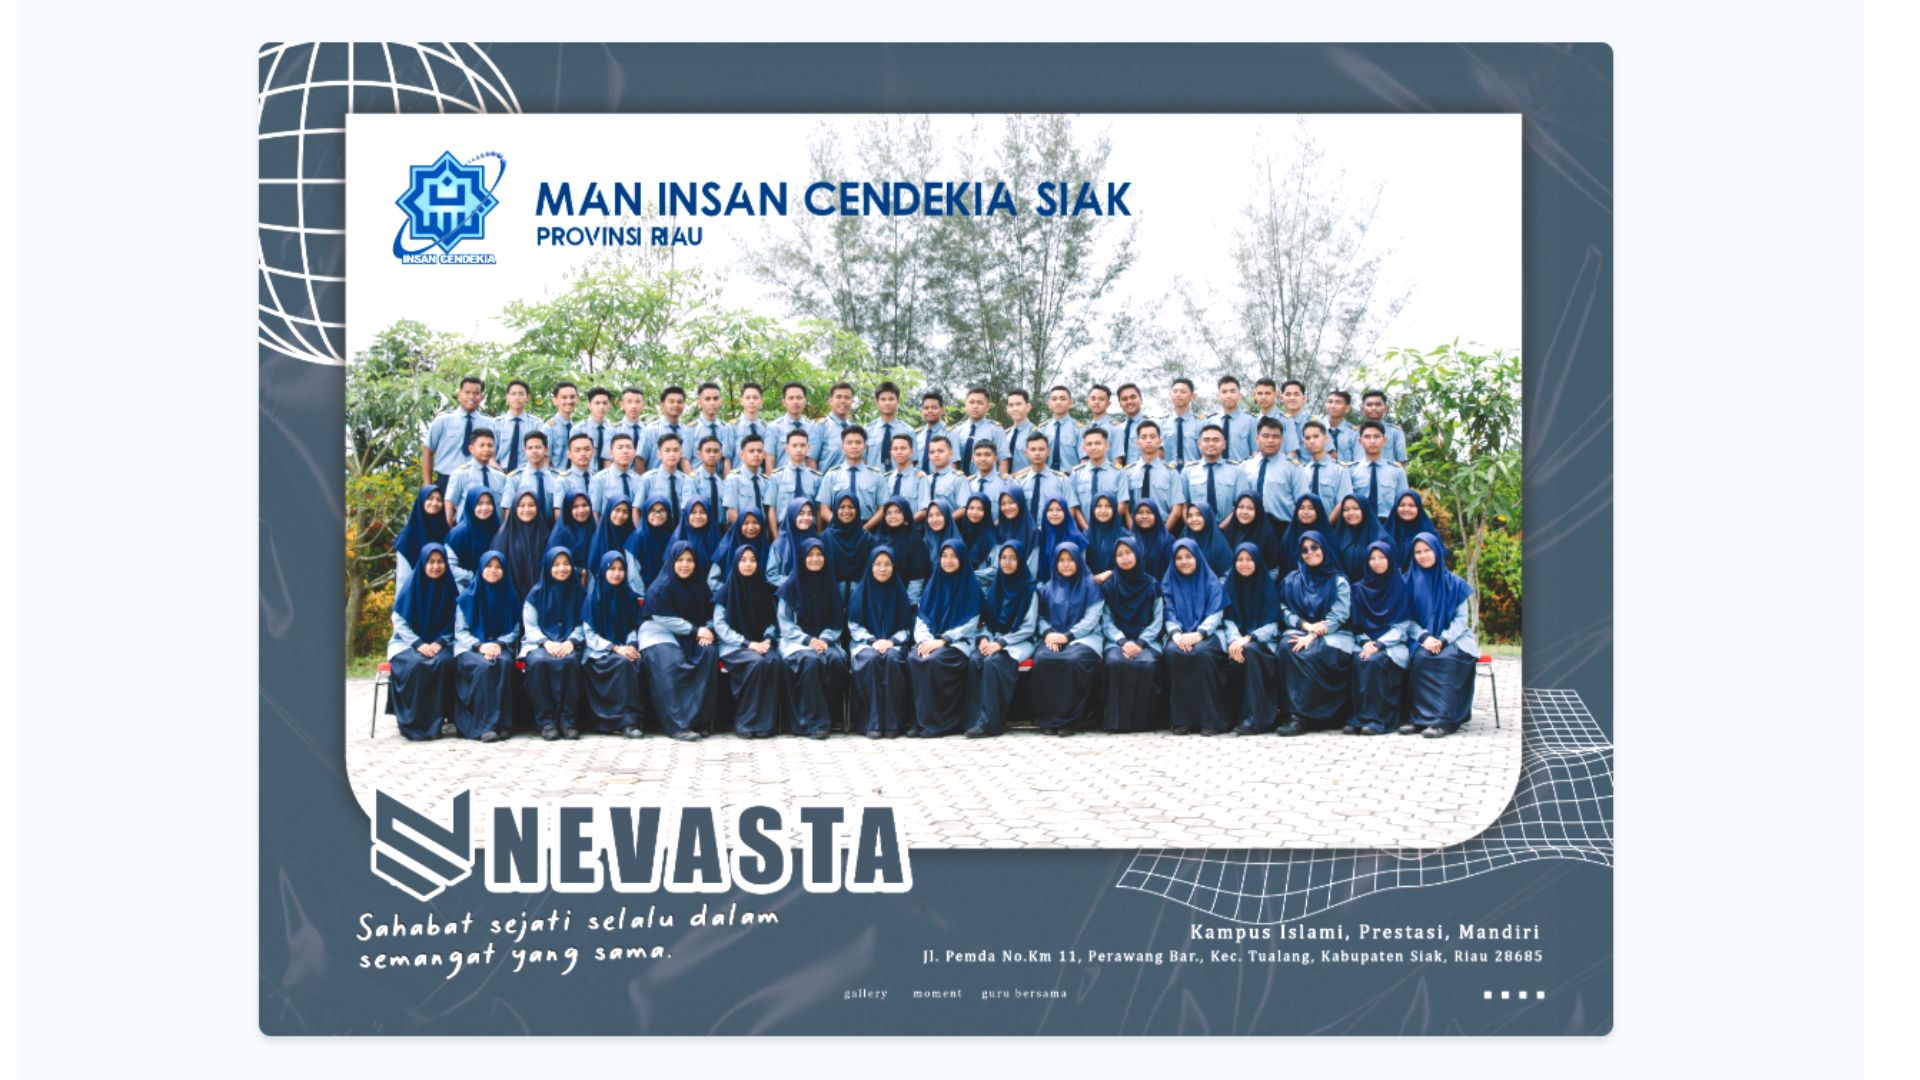 MAN INSAN CENDEKIA SIAK
PROVINSI RIAU
INSAN CENDEKIA
NEVASTA
Sahabat sejati selalu dalam
semangat yang sama.
Kampus Islami, Prestasi, Mandiri
Jl. Pemda No.Km 11, Perawang Bar., Kec. Tualang, Kabupaten Siak, Riau 28685
gallery moment guru bersama